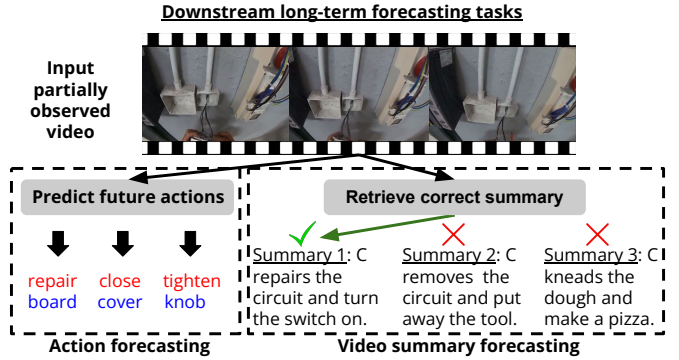 Downstream long-term forecasting tasks
Input
partially
observed
video
Predict future actions
repair close tighten
board cover knob
Action forecasting
Retrieve correct summary
Summary 1: C
repairs the
circuit and turn
the switch on.
Summary 2: C
removes the
circuit and put
away the tool.
Summary 3: C
kneads the
dough and
make a pizza.
Video summary forecasting